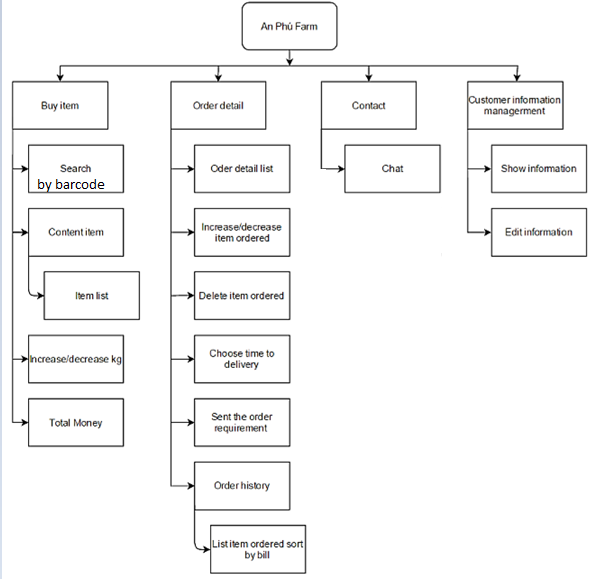 An Phú Farm
Buy item
Order detail
Contact
Customer information
managerment
Search
by barcode
Oder detail list
Chat
Show information
Content item
Increase/decrease
item ordered
Edit information
Item list
Delete item ordered
Increase/decrease kg
Choose time to
delivery
Total Money
Sent the order
requirement
Order history
List item ordered sort
by bill